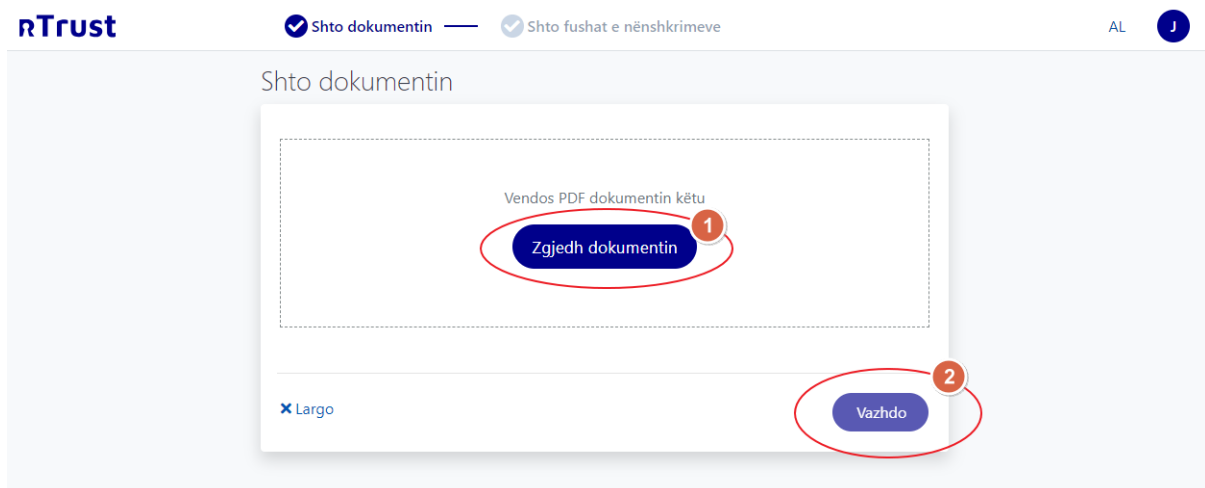 rTrust
Shto dokumentin
Shto fushat e nënshkrimeve
AL
J
Shto dokumentin
Vendos PDF dokumentin këtu
1
Zgjedh dokumentin
2
Largo
Vazhdo